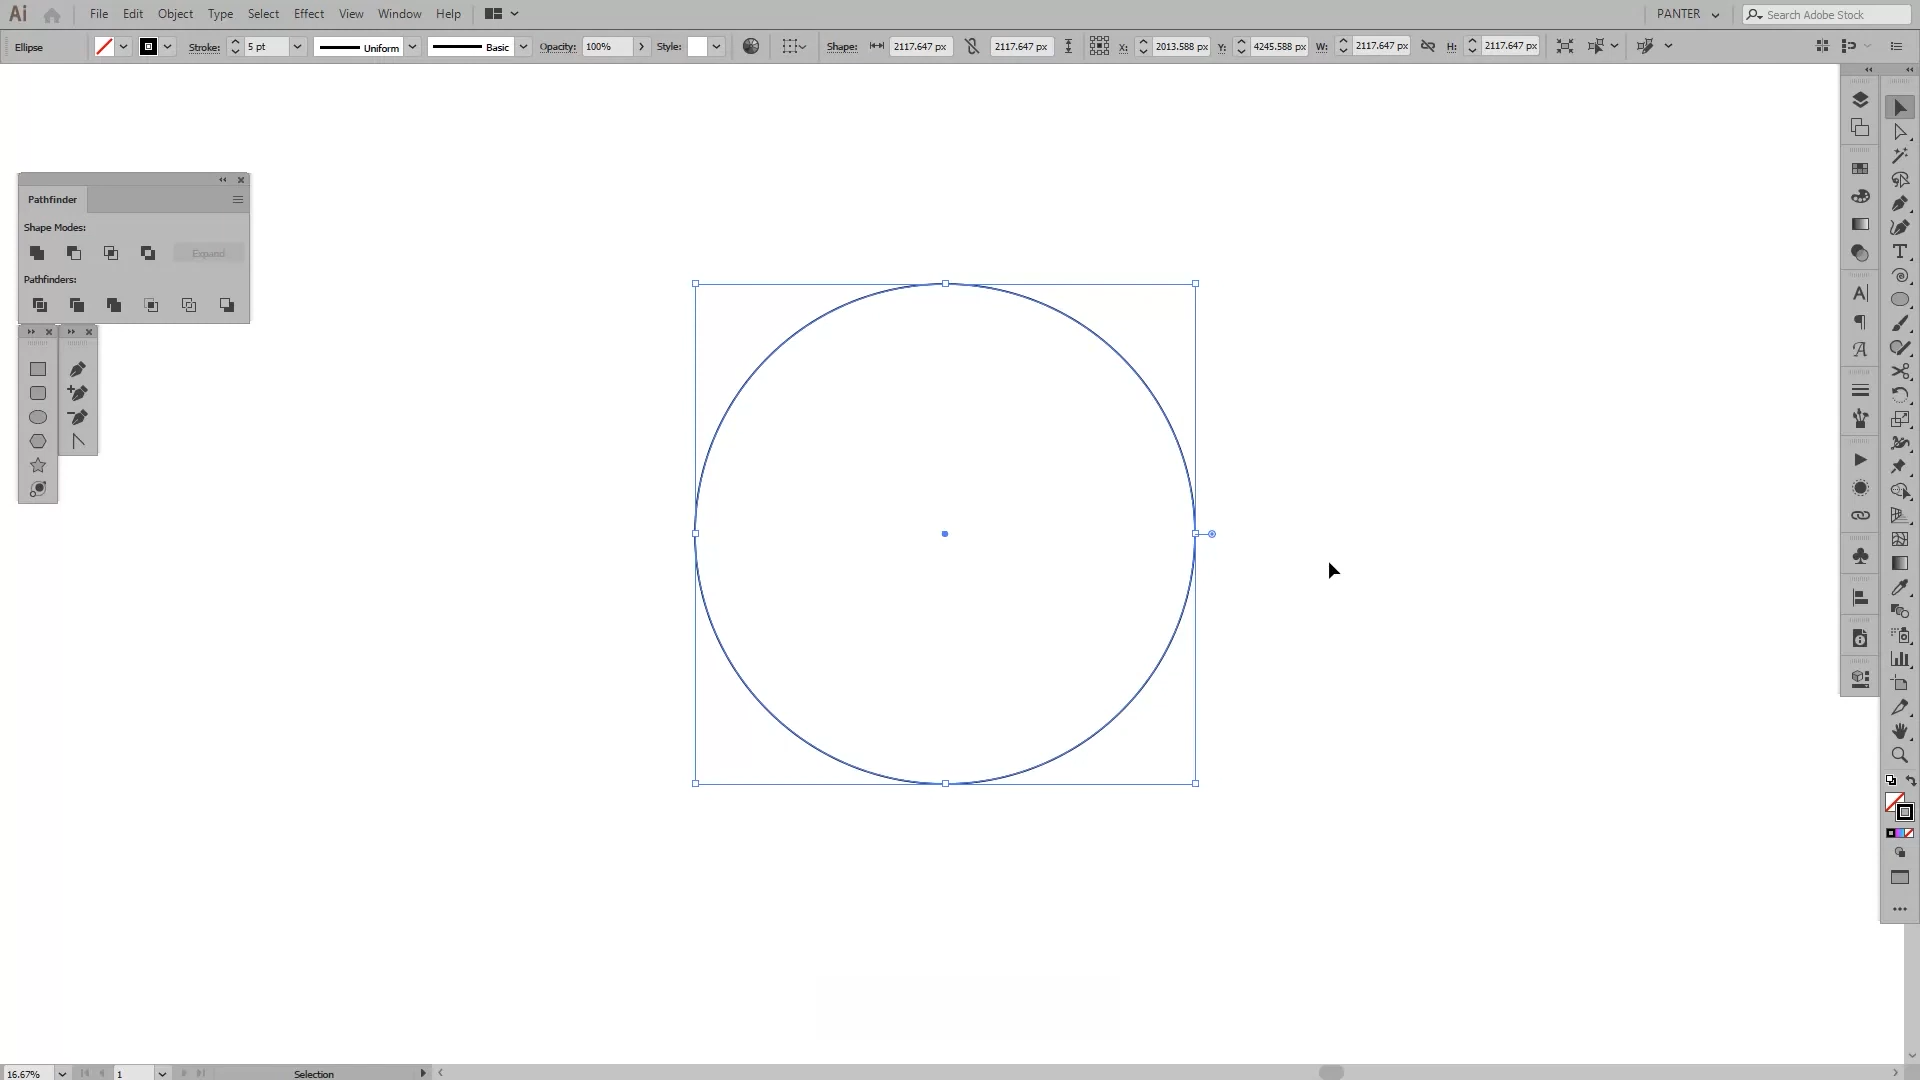 Ai File Edit Object Type Select Effect View Window Help PANTER Search Adobe Stock
Ellipse Stroke: 5 pt Uniform Basic Opacity: 100% Style: Shape: 2117.647 px 2117.647 px X: 2013.588 px Y: 4245.588 px W: 2117.647 px H: 2117.647 px
Pathfinder
Shape Modes:
Expand
Pathfinders:
16.67% 1 Selection